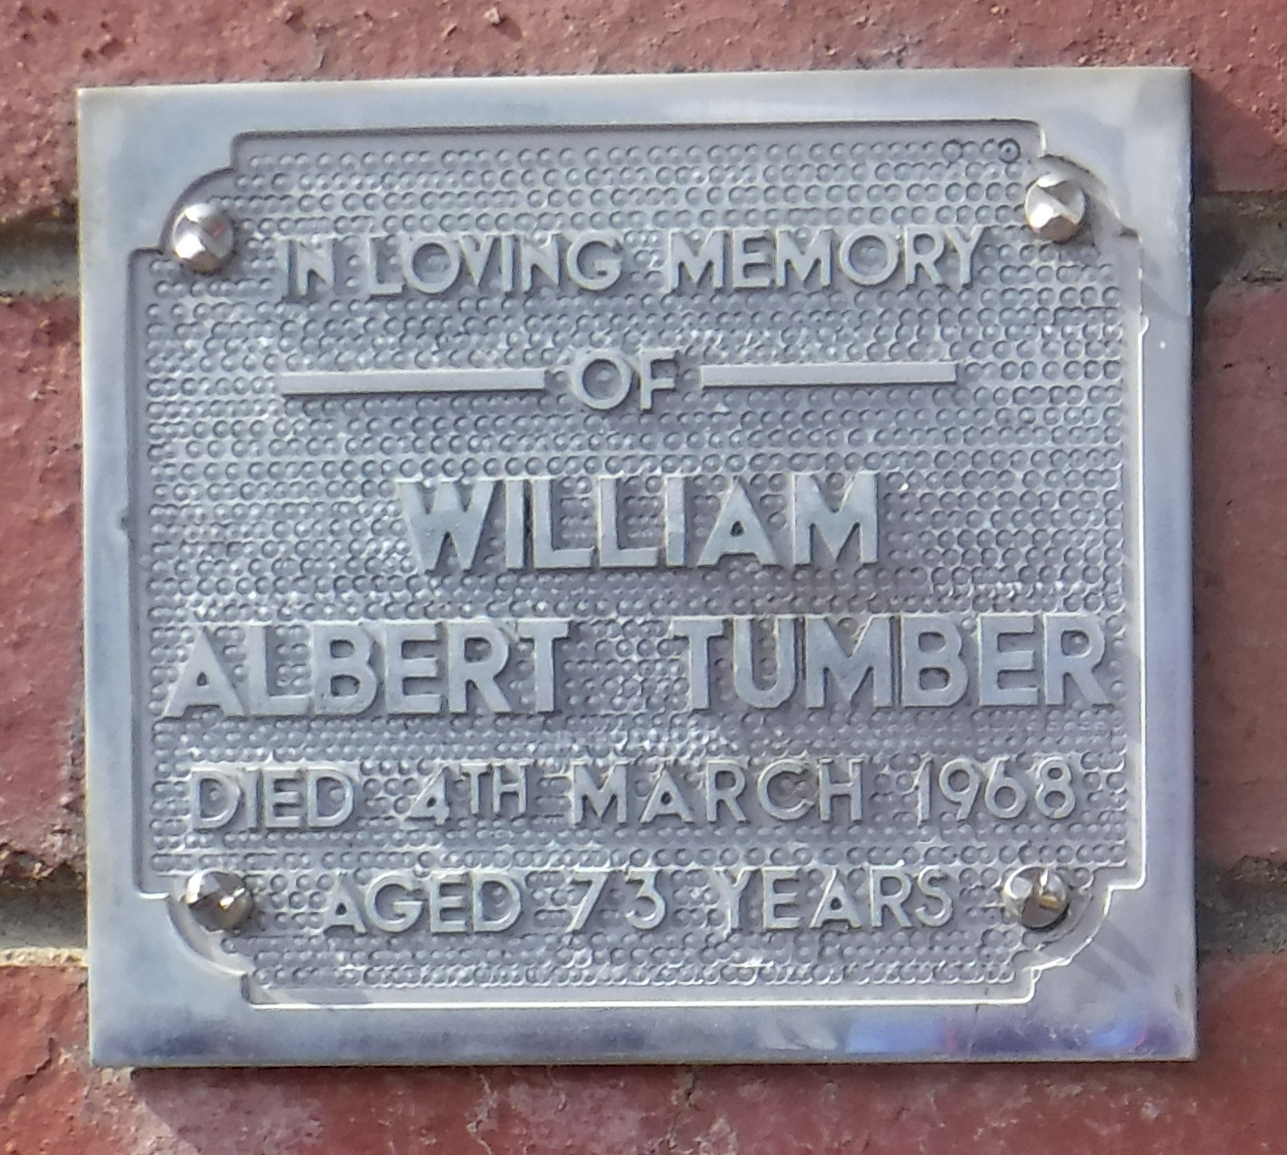 IN LOVING MEMORY
OF
WILLIAM
ALBERT TUMBER
DIED 4TH MARCH 1968
AGED 73 YEARS